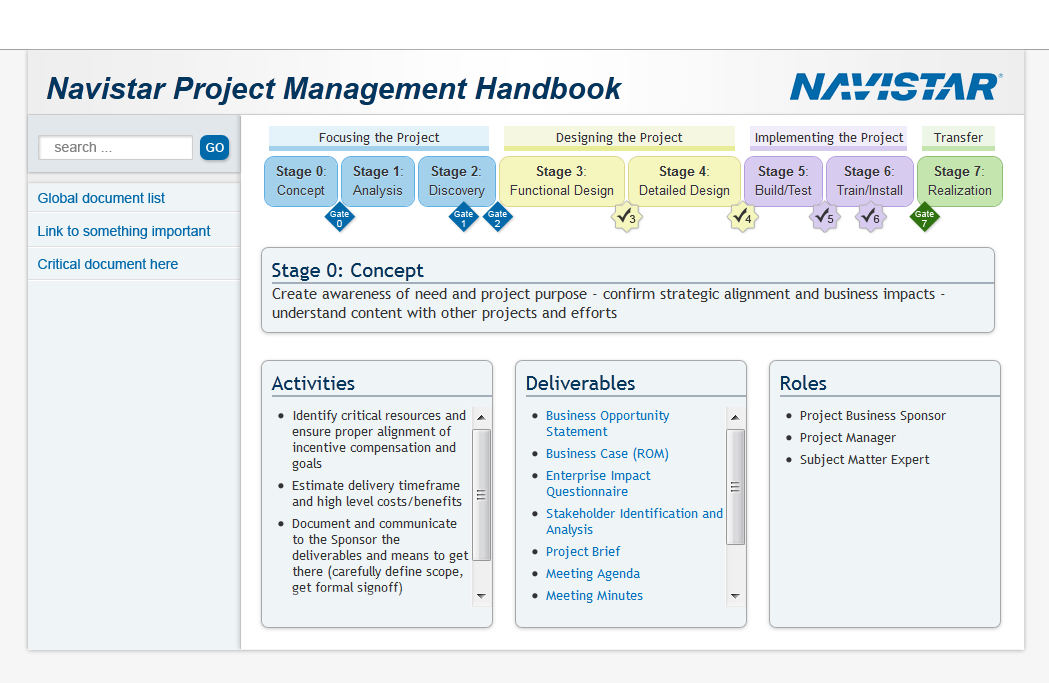 Navistar Project Management Handbook
NAVISTAR®
search ...
GO
Global document list
Link to something important
Critical document here
Focusing the Project
Designing the Project
Implementing the Project
Transfer
Stage 0:
Concept
Stage 1:
Analysis
Stage 2:
Discovery
Stage 3:
Functional Design
Stage 4:
Detailed Design
Stage 5:
Build/Test
Stage 6:
Train/Install
Stage 7:
Realization
Gate
0
Gate
1
Gate
2
✓3
✓4
✓5
✓6
Gate
7
Stage 0: Concept
Create awareness of need and project purpose - confirm strategic alignment and business impacts -
understand content with other projects and efforts
Activities
• Identify critical resources and
ensure proper alignment of
incentive compensation and
goals
• Estimate delivery timeframe
and high level costs/benefits
• Document and communicate
to the Sponsor the
deliverables and means to get
there (carefully define scope,
get formal signoff)
Deliverables
• Business Opportunity
Statement
• Business Case (ROM)
• Enterprise Impact
Questionnaire
• Stakeholder Identification and
Analysis
• Project Brief
• Meeting Agenda
• Meeting Minutes
Roles
• Project Business Sponsor
• Project Manager
• Subject Matter Expert